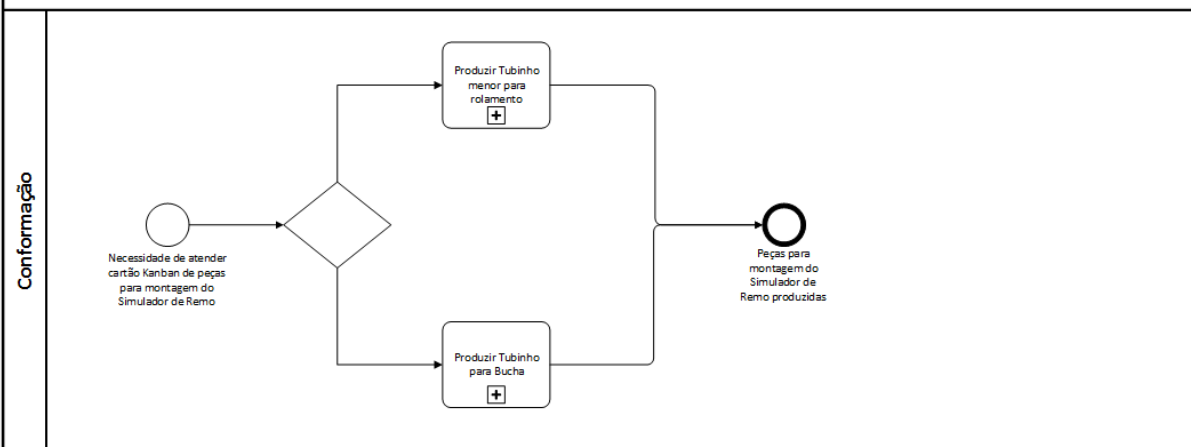 Conformação
Necessidade de atender
cartão Kanban de peças
para montagem do
Simulador de Remo
Produzir Tubinho
menor para
rolamento
Produzir Tubinho
para Bucha
Peças para
montagem do
Simulador de
Remo produzidas